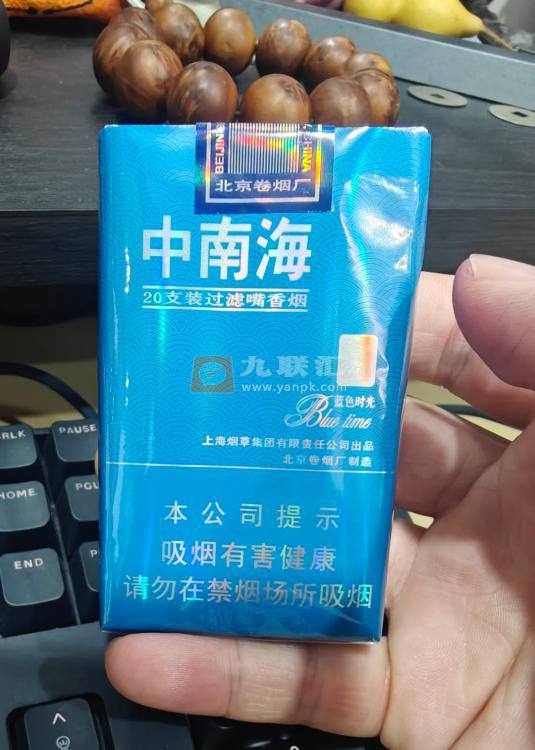 BEIJING
CHINA
北京卷烟厂
中南海
20支装过滤嘴香烟
九联汇
www.yanpk.com
蓝色时光
Blue time
上海烟草集团有限责任公司出品
北京卷烟厂制造
本公司提示
吸烟有害健康
请勿在禁烟场所吸烟
PAUSE
HOME
END